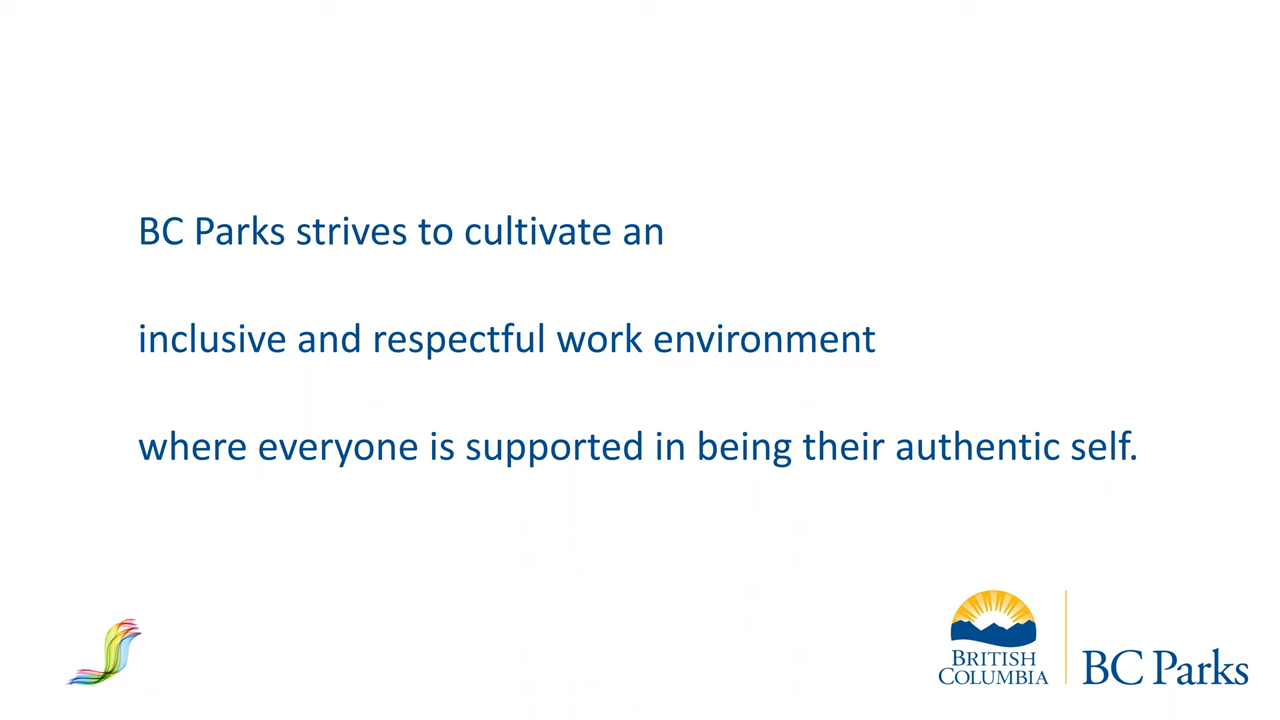 BC Parks strives to cultivate an
inclusive and respectful work environment
where everyone is supported in being their authentic self.
BRITISH
COLUMBIA
BC Parks